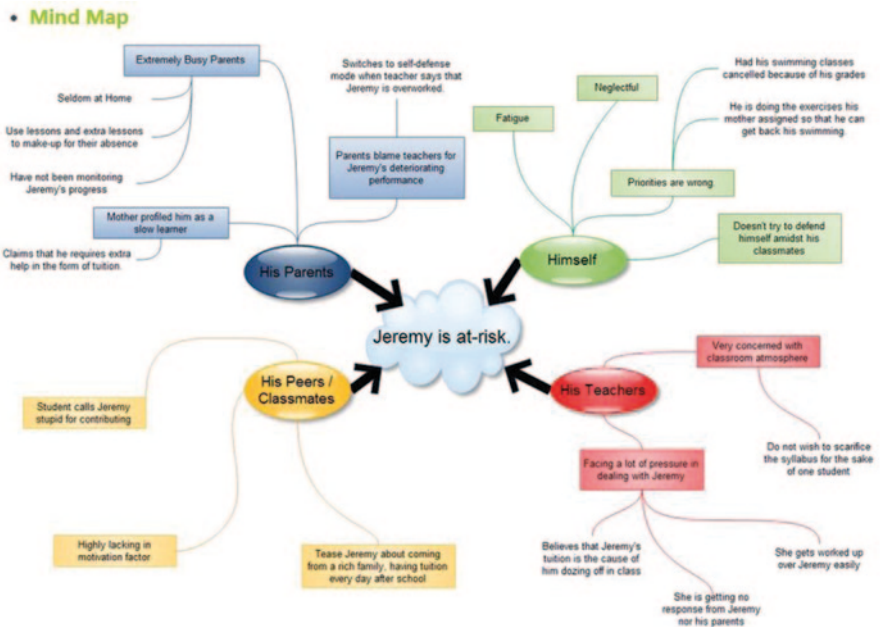 • Mind Map
Extremely Busy Parents
Seldom at Home
Use lessons and extra lessons
to make-up for their absence
Have not been monitoring
Jeremy's progress
Mother profiled him as a
slow learner
Claims that he requires extra
help in the form of tuition.
Switches to self-defense
mode when teacher says that
Jeremy is overworked.
Parents blame teachers for
Jeremy's deteriorating
performance
His Parents
Fatigue
Neglectful
Had his swimming classes
cancelled because of his grades
He is doing the exercises his
mother assigned so that he can
get back his swimming.
Priorities are wrong.
Doesn't try to defend
himself amidst his
classmates
Himself
Jeremy is at-risk.
His Peers /
Classmates
Student calls Jeremy
stupid for contributing
Highly lacking in
motivation factor
Tease Jeremy about coming
from a rich family, having tuition
every day after school
His Teachers
Very concerned with
classroom atmosphere
Do not wish to scarifice
the syllabus for the sake
of one student
Facing a lot of pressure in
dealing with Jeremy
Believes that Jeremy's
tuition is the cause of
him dozing off in class
She is getting no
response from Jeremy
nor his parents
She gets worked up
over Jeremy easily